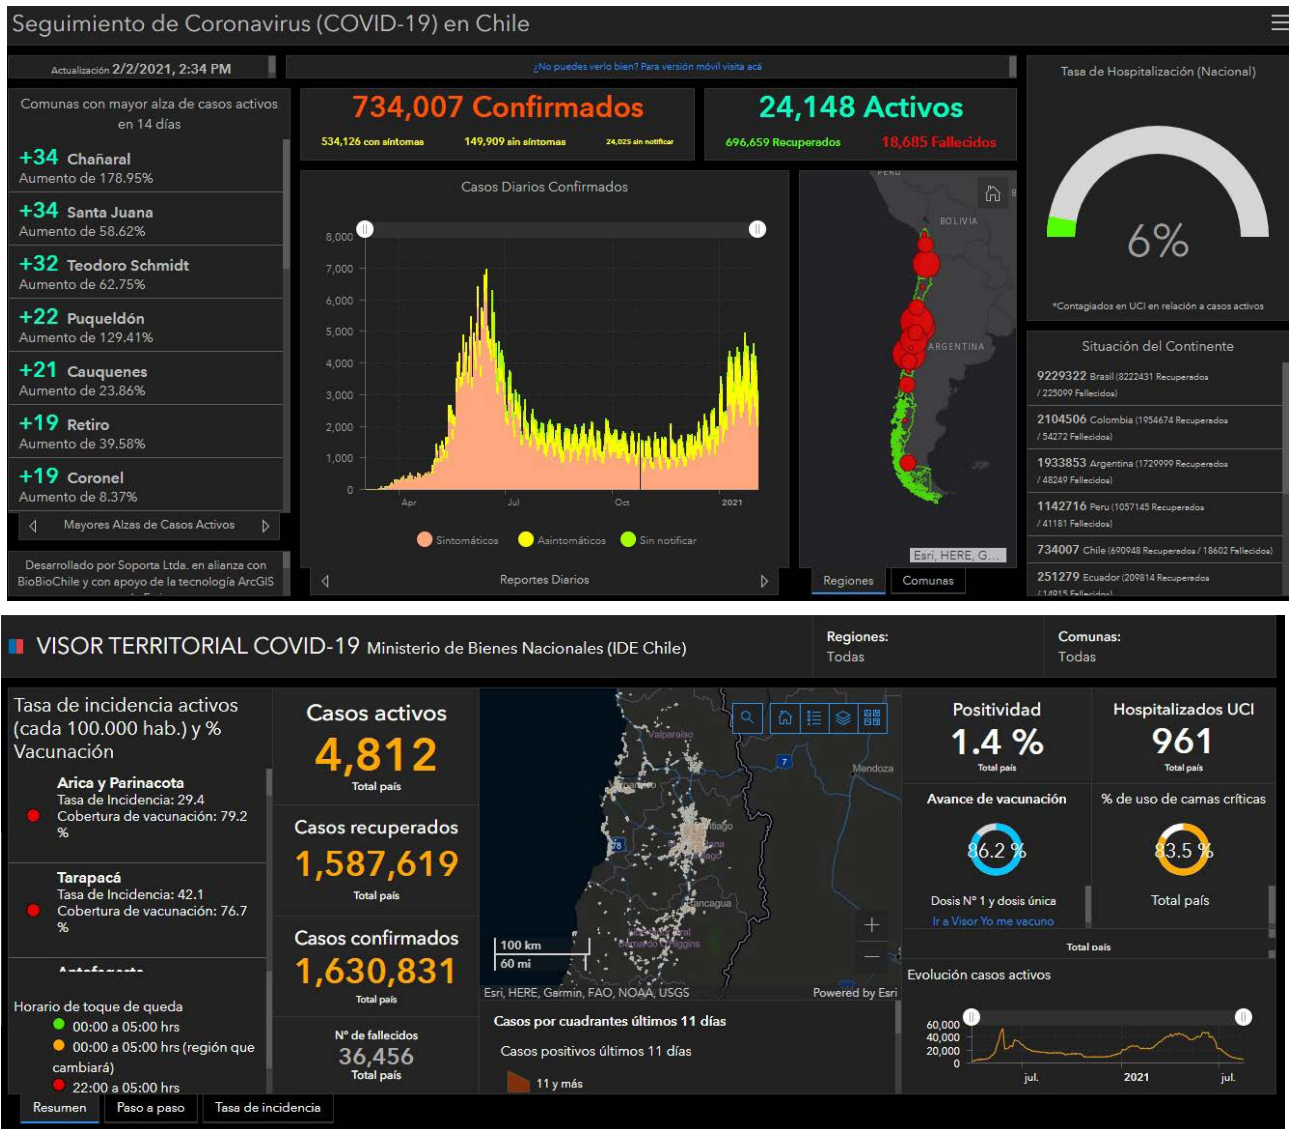 Seguimiento de Coronavirus (COVID-19) en Chile
Actualización 2/2/2021, 2:34 PM
¿No puedes verlo bien? Para versión móvil visita acá
Comunas con mayor alza de casos activos
en 14 días
+34 Chañaral
Aumento de 178.95%
+34 Santa Juana
Aumento de 58.62%
+32 Teodoro Schmidt
Aumento de 62.75%
+22 Puqueldón
Aumento de 129.41%
+21 Cauquenes
Aumento de 23.86%
+19 Retiro
Aumento de 39.58%
+19 Coronel
Aumento de 8.37%
Mayores Alzas de Casos Activos
Desarrollado por Soporta Ltda. en alianza con
BioBioChile y con apoyo de la tecnología ArcGIS
734,007 Confirmados
534,126 con síntomas
149,909 sin síntomas
24,025 sin notificar
24,148 Activos
696,659 Recuperados
18,685 Fallecidos
Casos Diarios Confirmados
8,000
7,000
6,000
5,000
4,000
3,000
2,000
1,000
0
Apr
Jul
Oct
2021
Sintomáticos
Asintomáticos
Sin notificar
Reportes Diarios
PERÚ
BOLIVIA
ARGENTINA
Esri, HERE, G...
Regiones
Comunas
Tasa de Hospitalización (Nacional)
6%
*Contagiados en UCI en relación a casos activos
Situación del Continente
9229322 Brasil (8222431 Recuperados
/ 225099 Fallecidos)
2104506 Colombia (1954674 Recuperados
/ 54272 Fallecidos)
1933853 Argentina (1729999 Recuperados
/ 48249 Fallecidos)
1142716 Peru (1057145 Recuperados
/ 41181 Fallecidos)
734007 Chile (690948 Recuperados / 18602 Fallecidos)
251279 Ecuador (209814 Recuperados
/ 14915 Fallecidos)
VISOR TERRITORIAL COVID-19 Ministerio de Bienes Nacionales (IDE Chile)
Regiones:
Todas
Comunas:
Todas
Tasa de incidencia activos
(cada 100.000 hab.) y %
Vacunación
Arica y Parinacota
Tasa de Incidencia: 29.4
Cobertura de vacunación: 79.2
%
Tarapacá
Tasa de Incidencia: 42.1
Cobertura de vacunación: 76.7
%
Antofagasta
Horario de toque de queda
00:00 a 05:00 hrs
00:00 a 05:00 hrs (región que
cambiará)
22:00 a 05:00 hrs
Resumen
Paso a paso
Tasa de incidencia
Casos activos
4,812
Total país
Casos recuperados
1,587,619
Total país
Casos confirmados
1,630,831
Total país
N° de fallecidos
36,456
Total país
Valparaíso
Mendoza
7
78
100 km
60 mi
Esri, HERE, Garmin, FAO, NOAA, USGS
Powered by Esri
Casos por cuadrantes últimos 11 días
Casos positivos últimos 11 días
11 y más
Positividad
1.4 %
Total país
Hospitalizados UCI
961
Total país
Avance de vacunación
86.2 %
Dosis N° 1 y dosis única
Ir a Visor Yo me vacuno
% de uso de camas críticas
83.5 %
Total país
Total país
Evolución casos activos
60,000
40,000
20,000
0
jul.
2021
jul.